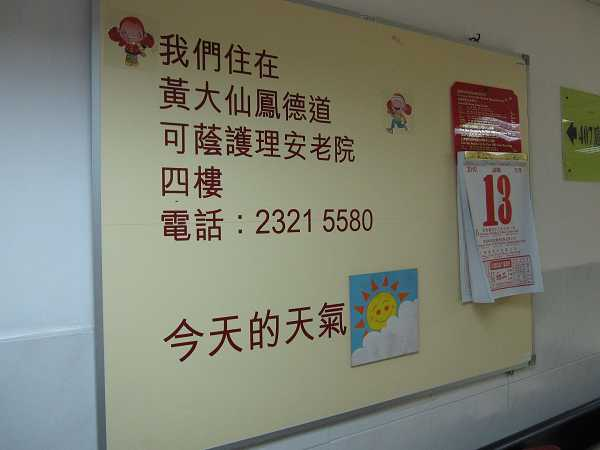 我們住在
黃大仙鳳德道
可蔭護理安老院
四樓
電話：2321 5580
今天的天氣
13
407